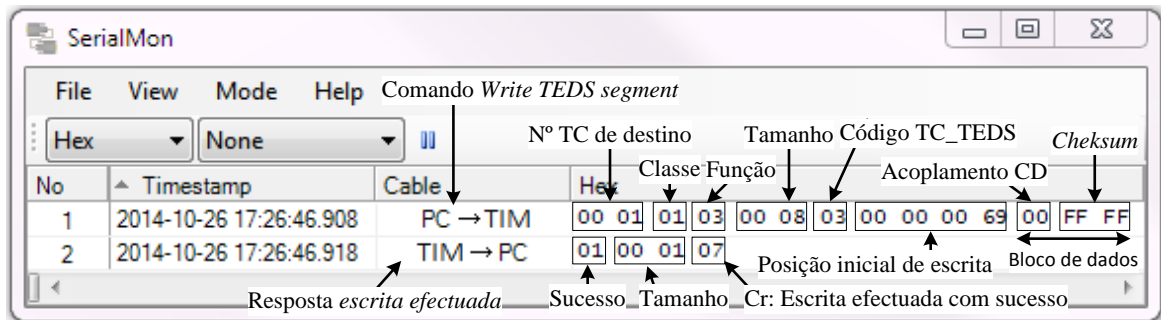 SerialMon
File View Mode Help Comando Write TEDS segment
Hex None Nº TC de destino Tamanho Código TC_TEDS Cheksum
Classe Função Acoplamento CD
No Timestamp Cable Hex
1 2014-10-26 17:26:46.908 PC → TIM 00 01 01 03 00 08 03 00 00 00 69 00 FF FF
2 2014-10-26 17:26:46.918 TIM → PC 01 00 01 07 Bloco de dados
Posição inicial de escrita
Resposta escrita efectuada Sucesso Tamanho Cr: Escrita efectuada com sucesso